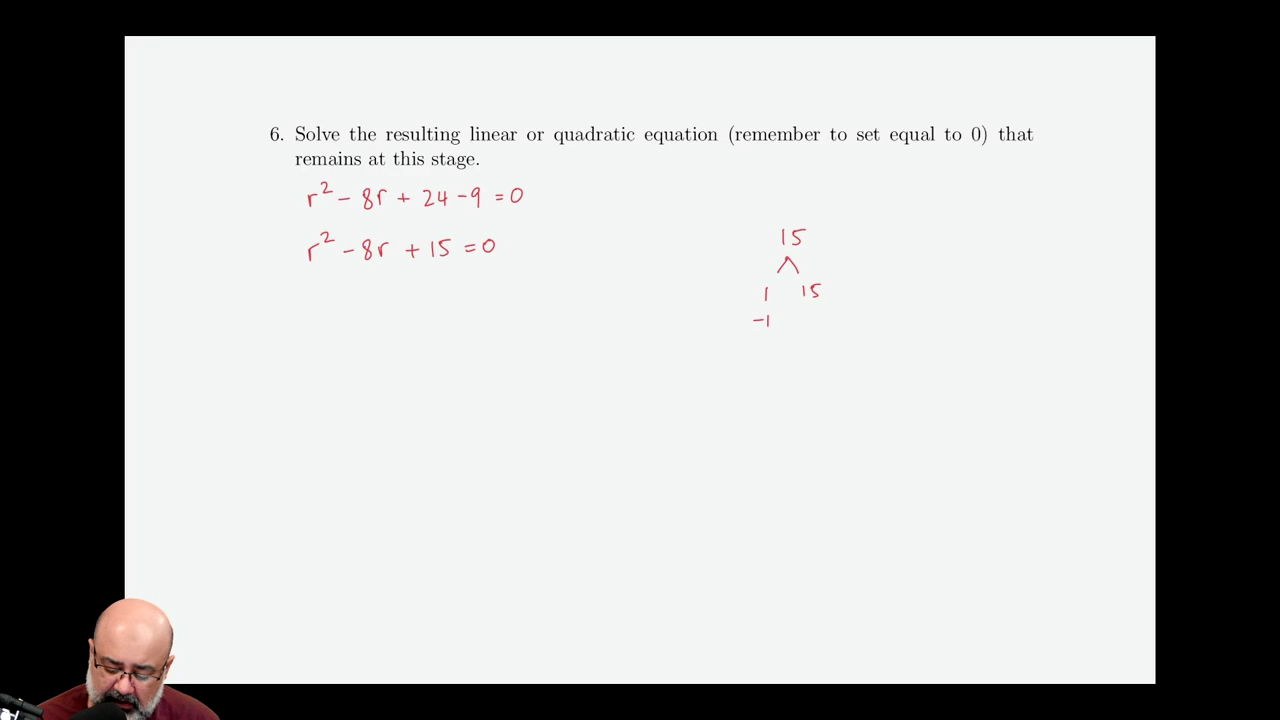 6. Solve the resulting linear or quadratic equation (remember to set equal to 0) that
remains at this stage.
r² - 8r + 24 - 9 = 0
r² - 8r + 15 = 0
15
1 15
-1